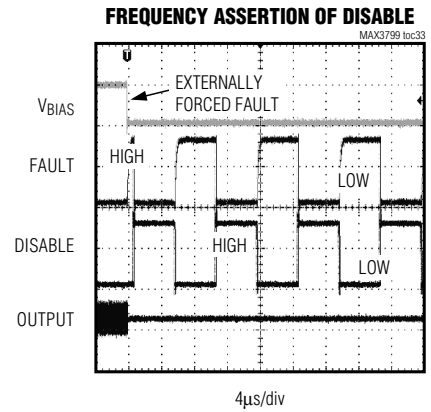 FREQUENCY ASSERTION OF DISABLE
MAX3799 toc33
T
EXTERNALLY
FORCED FAULT
VBIAS
HIGH
FAULT
LOW
DISABLE
HIGH
LOW
OUTPUT
4µs/div